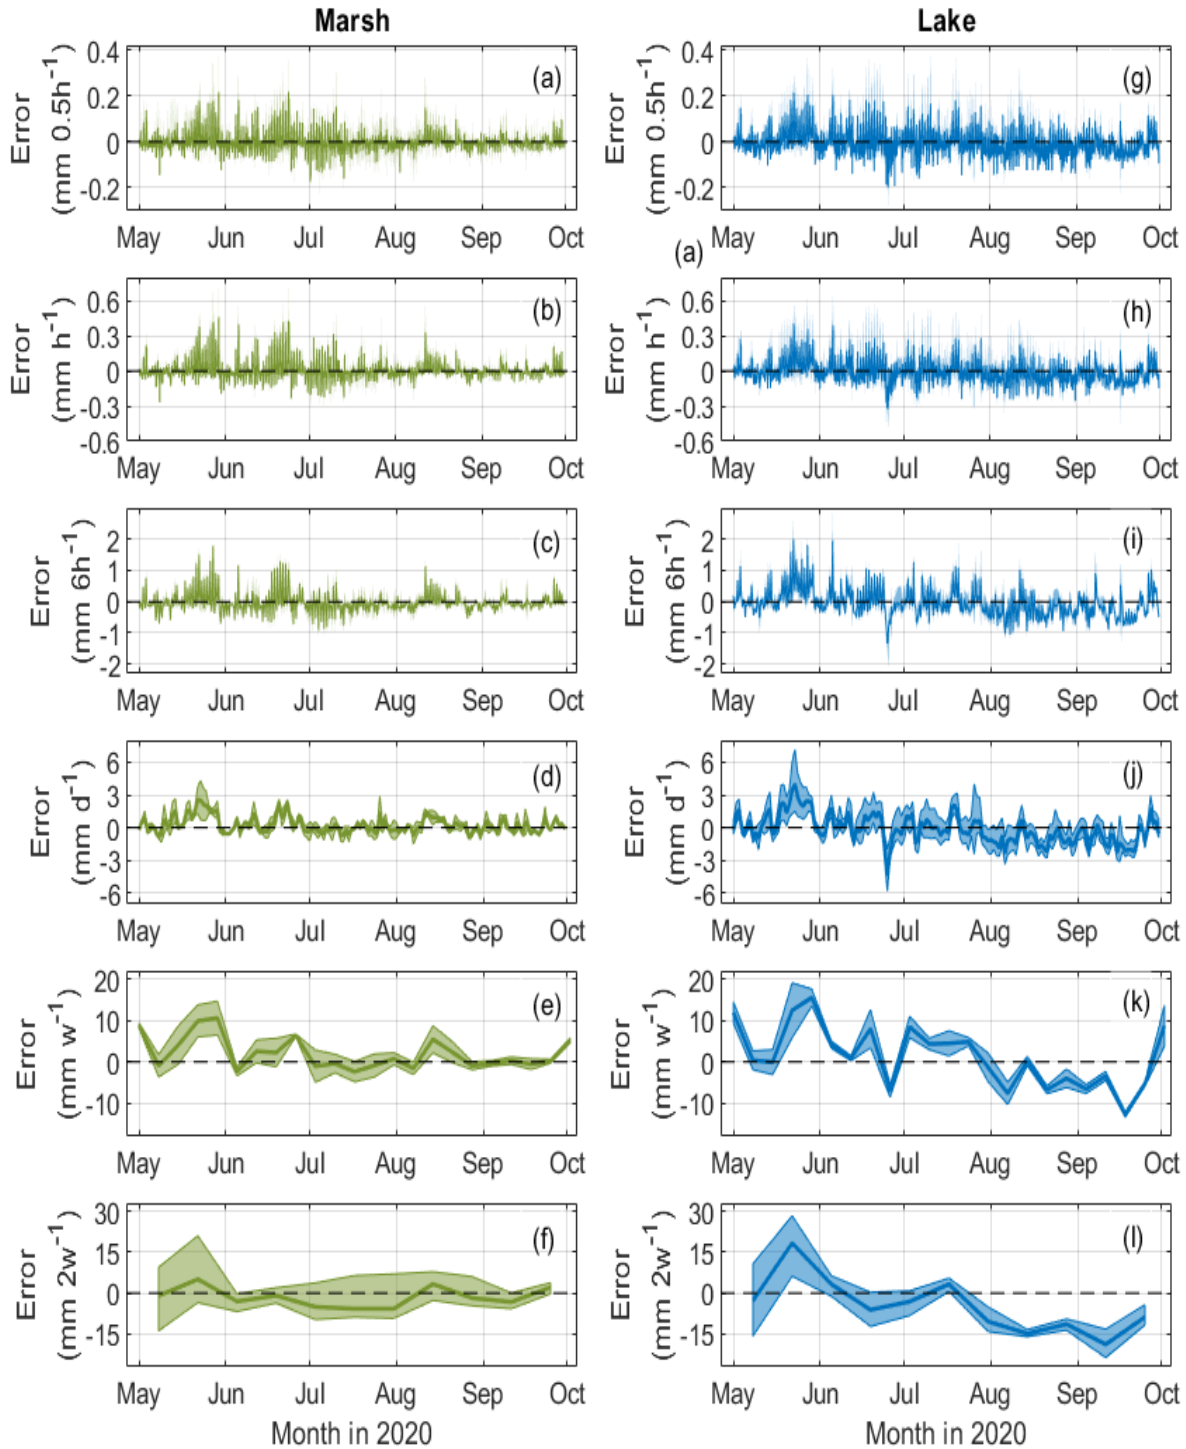 Marsh
Lake
Error
(mm 0.5h⁻¹)
0.4
0.2
0
-0.2
(a)
May Jun Jul Aug Sep Oct
Error
(mm 0.5h⁻¹)
0.4
0.2
0
-0.2
(g)
May Jun Jul Aug Sep Oct
(a)
Error
(mm h⁻¹)
0.6
0.3
0
-0.3
-0.6
(b)
May Jun Jul Aug Sep Oct
Error
(mm h⁻¹)
0.6
0.3
0
-0.3
-0.6
(h)
May Jun Jul Aug Sep Oct
Error
(mm 6h⁻¹)
2
1
0
-1
-2
(c)
May Jun Jul Aug Sep Oct
Error
(mm 6h⁻¹)
2
1
0
-1
-2
(i)
May Jun Jul Aug Sep Oct
Error
(mm d⁻¹)
6
3
0
-3
-6
(d)
May Jun Jul Aug Sep Oct
Error
(mm d⁻¹)
6
3
0
-3
-6
(j)
May Jun Jul Aug Sep Oct
Error
(mm w⁻¹)
20
10
0
-10
(e)
May Jun Jul Aug Sep Oct
Error
(mm w⁻¹)
20
10
0
-10
(k)
May Jun Jul Aug Sep Oct
Error
(mm 2w⁻¹)
30
15
0
-15
(f)
May Jun Jul Aug Sep Oct
Month in 2020
Error
(mm 2w⁻¹)
30
15
0
-15
(l)
May Jun Jul Aug Sep Oct
Month in 2020